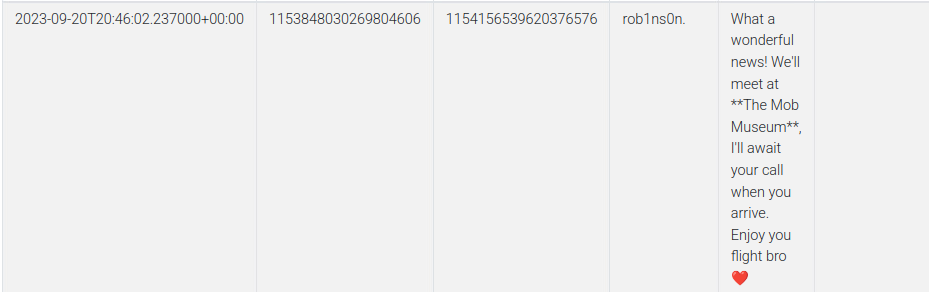 2023-09-20T20:46:02.237000+00:00 1153848030269804606 1154156539620376576 rob1ns0n. What a
wonderful
news! We'll
meet at
**The Mob
Museum**,
I'll await
your call
when you
arrive.
Enjoy you
flight bro
❤️